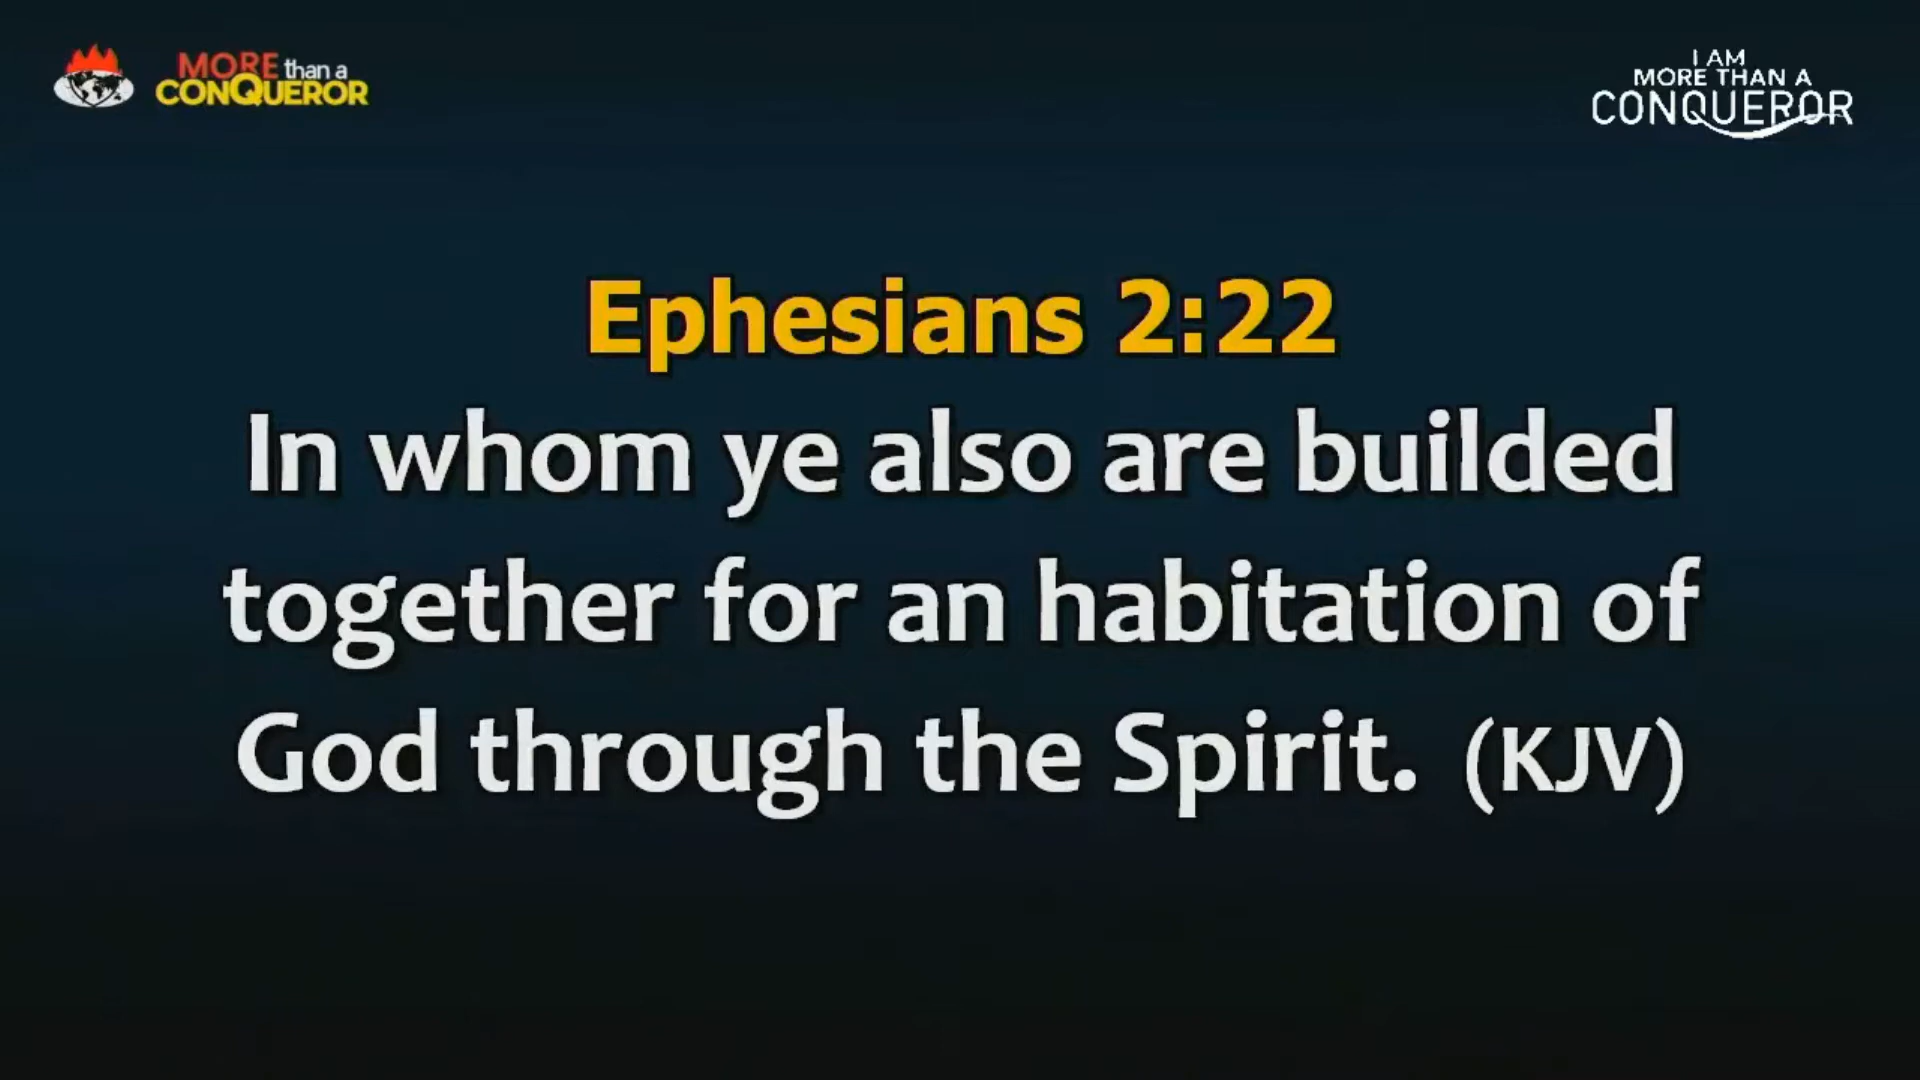 MORE than a
CONQUEROR
I AM
MORE THAN A
CONQUEROR
Ephesians 2:22
In whom ye also are builded
together for an habitation of
God through the Spirit. (KJV)